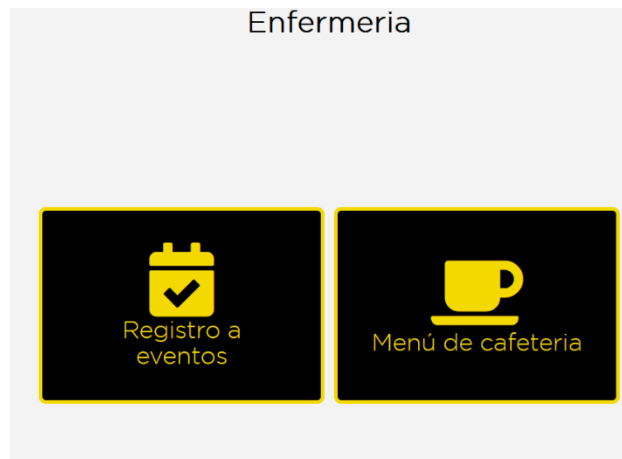 Enfermeria
Registro a
eventos
Menú de cafeteria